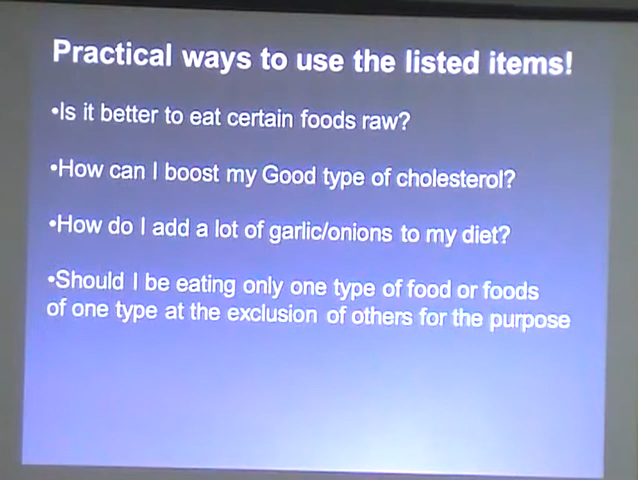 Practical ways to use the listed items!
•Is it better to eat certain foods raw?
•How can I boost my Good type of cholesterol?
•How do I add a lot of garlic/onions to my diet?
•Should I be eating only one type of food or foods
of one type at the exclusion of others for the purpose